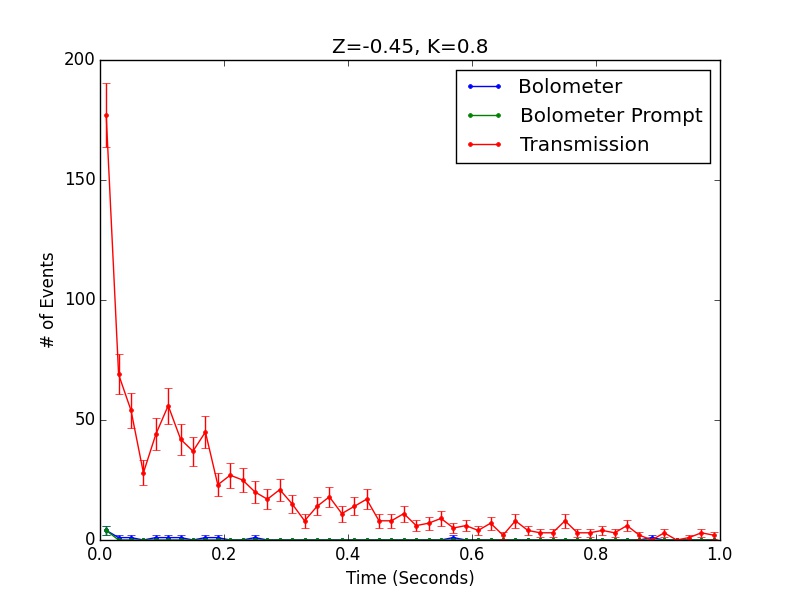 Z=-0.45, K=0.8
Bolometer
Bolometer Prompt
Transmission
200
150
100
50
0
# of Events
0.0 0.2 0.4 0.6 0.8 1.0
Time (Seconds)